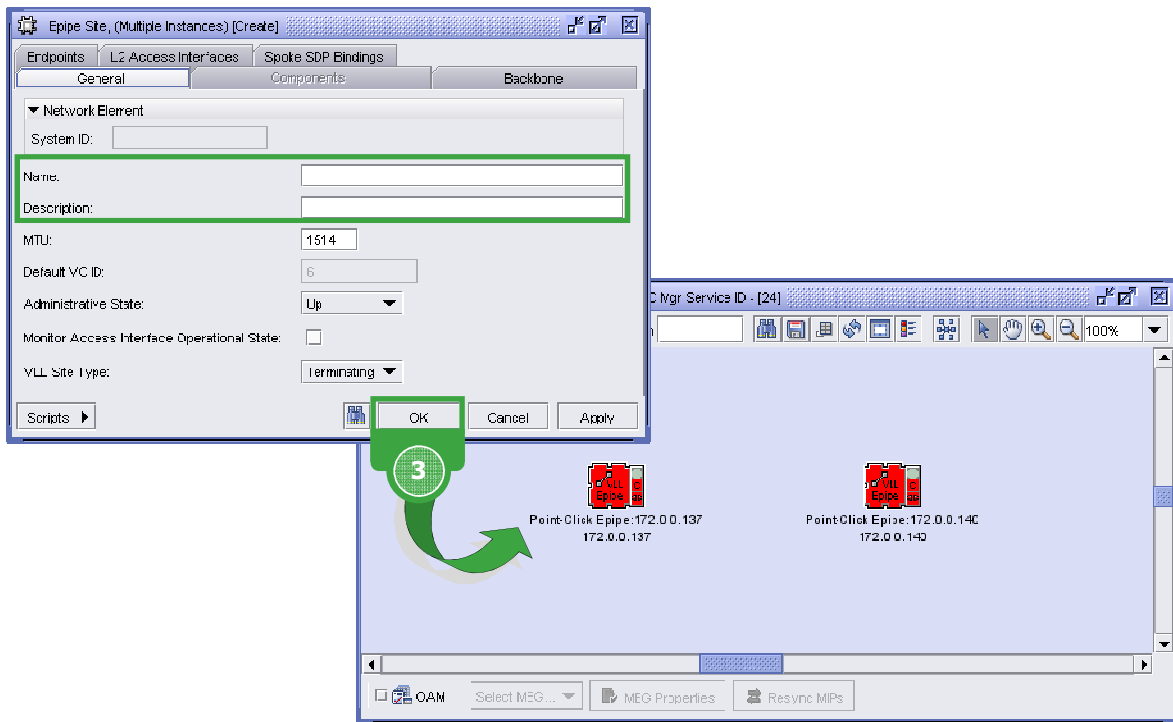 Epipe Site, (Multiple Instances) [Create]
Endpoints L2 Access Interfaces Spoke SDP Bindings
General Components Backbone
Network Element
System ID:
Name:
Description:
MTU: 1514
Default VC ID: 6
Administrative State: Up
Monitor Access Interface Operational State:
VLL Site Type: Terminating
Scripts OK Cancel Apply
3
Mgr Service ID - [24]
100%
VLL Epipe C
VLL Epipe C
Point-Click Epipe:172.0.0.137
172.0.0.137
Point-Click Epipe:172.0.0.140
172.0.0.140
OAM Select MEG... MEG Properties Resync MIPs